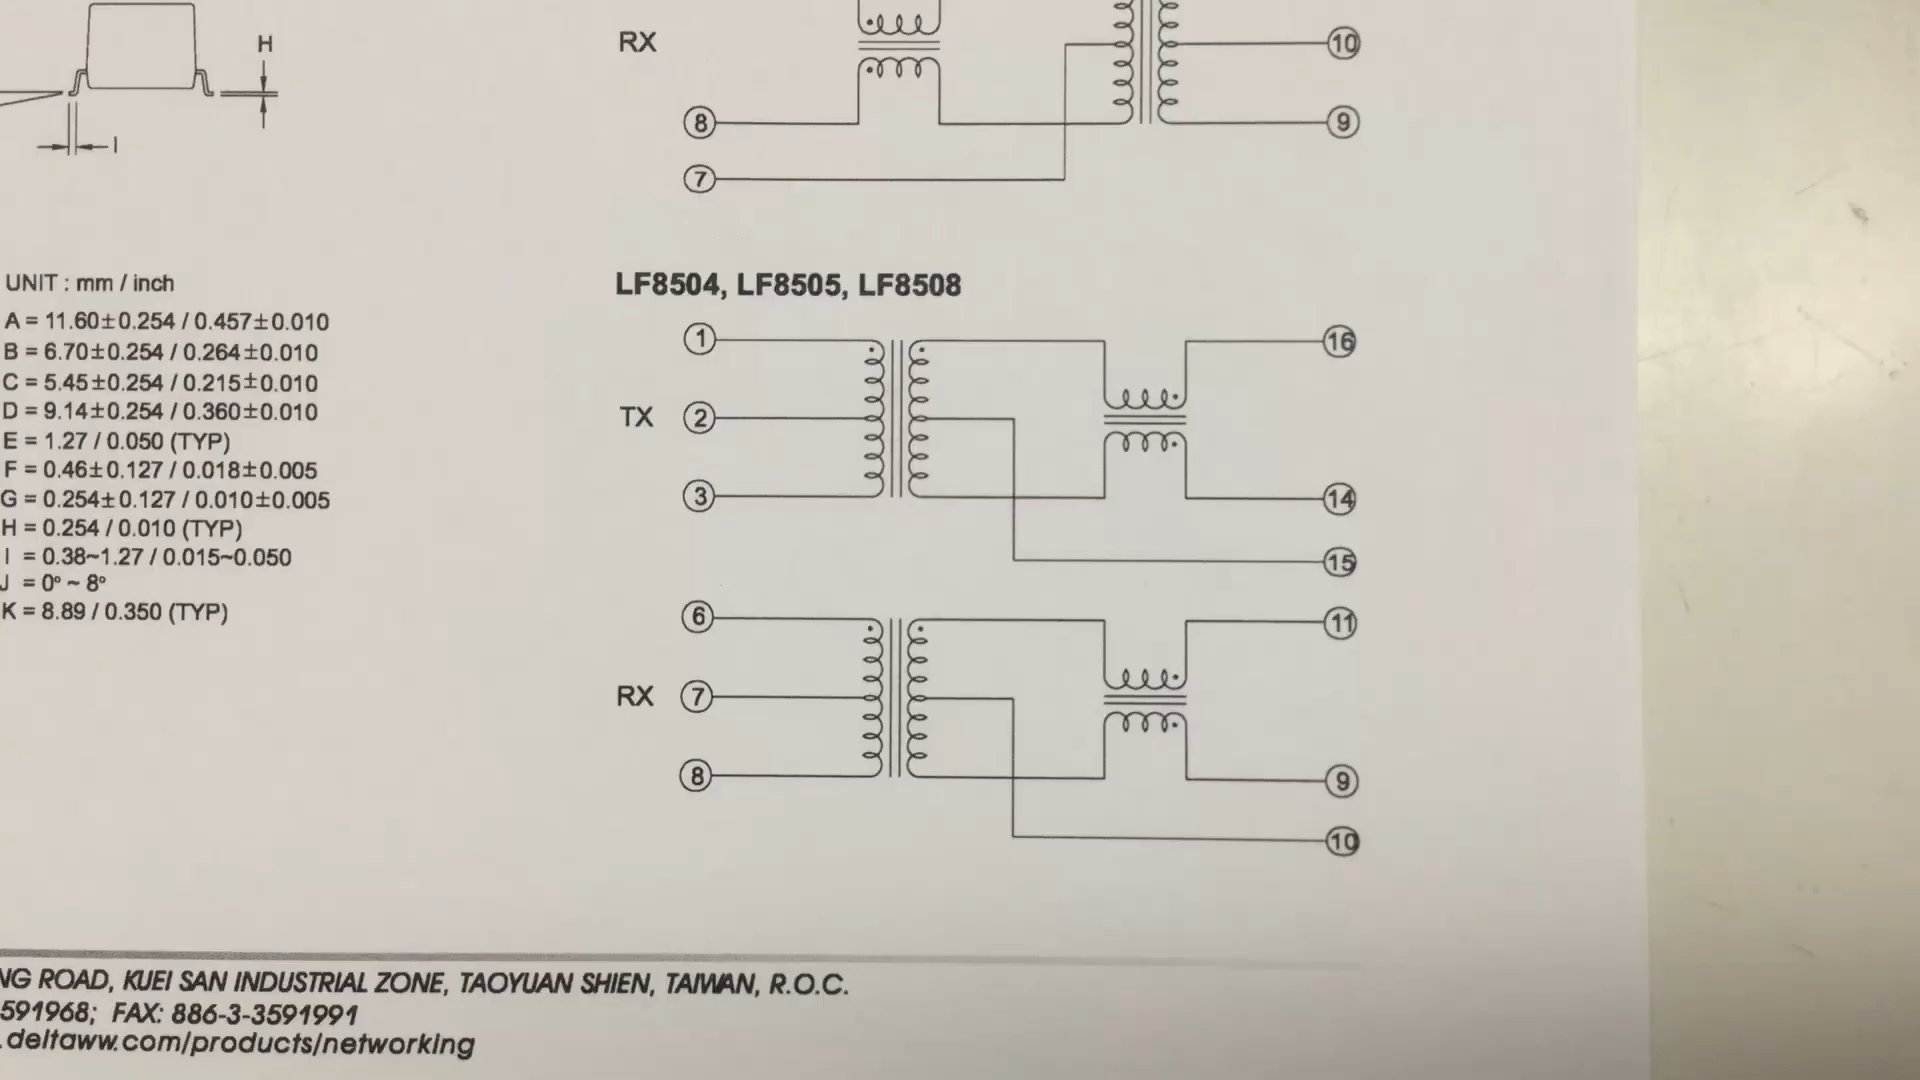 H
I
RX
10
8
9
7
UNIT : mm / inch
A = 11.60±0.254 / 0.457±0.010
B = 6.70±0.254 / 0.264±0.010
C = 5.45±0.254 / 0.215±0.010
D = 9.14±0.254 / 0.360±0.010
E = 1.27 / 0.050 (TYP)
F = 0.46±0.127 / 0.018±0.005
G = 0.254±0.127 / 0.010±0.005
H = 0.254 / 0.010 (TYP)
I = 0.38~1.27 / 0.015~0.050
J = 0° ~ 8°
K = 8.89 / 0.350 (TYP)
LF8504, LF8505, LF8508
1
16
TX
2
3
14
15
6
11
RX
7
8
9
10
NG ROAD, KUEI SAN INDUSTRIAL ZONE, TAOYUAN SHIEN, TAIWAN, R.O.C.
591968; FAX: 886-3-3591991
.deltaww.com/products/networking